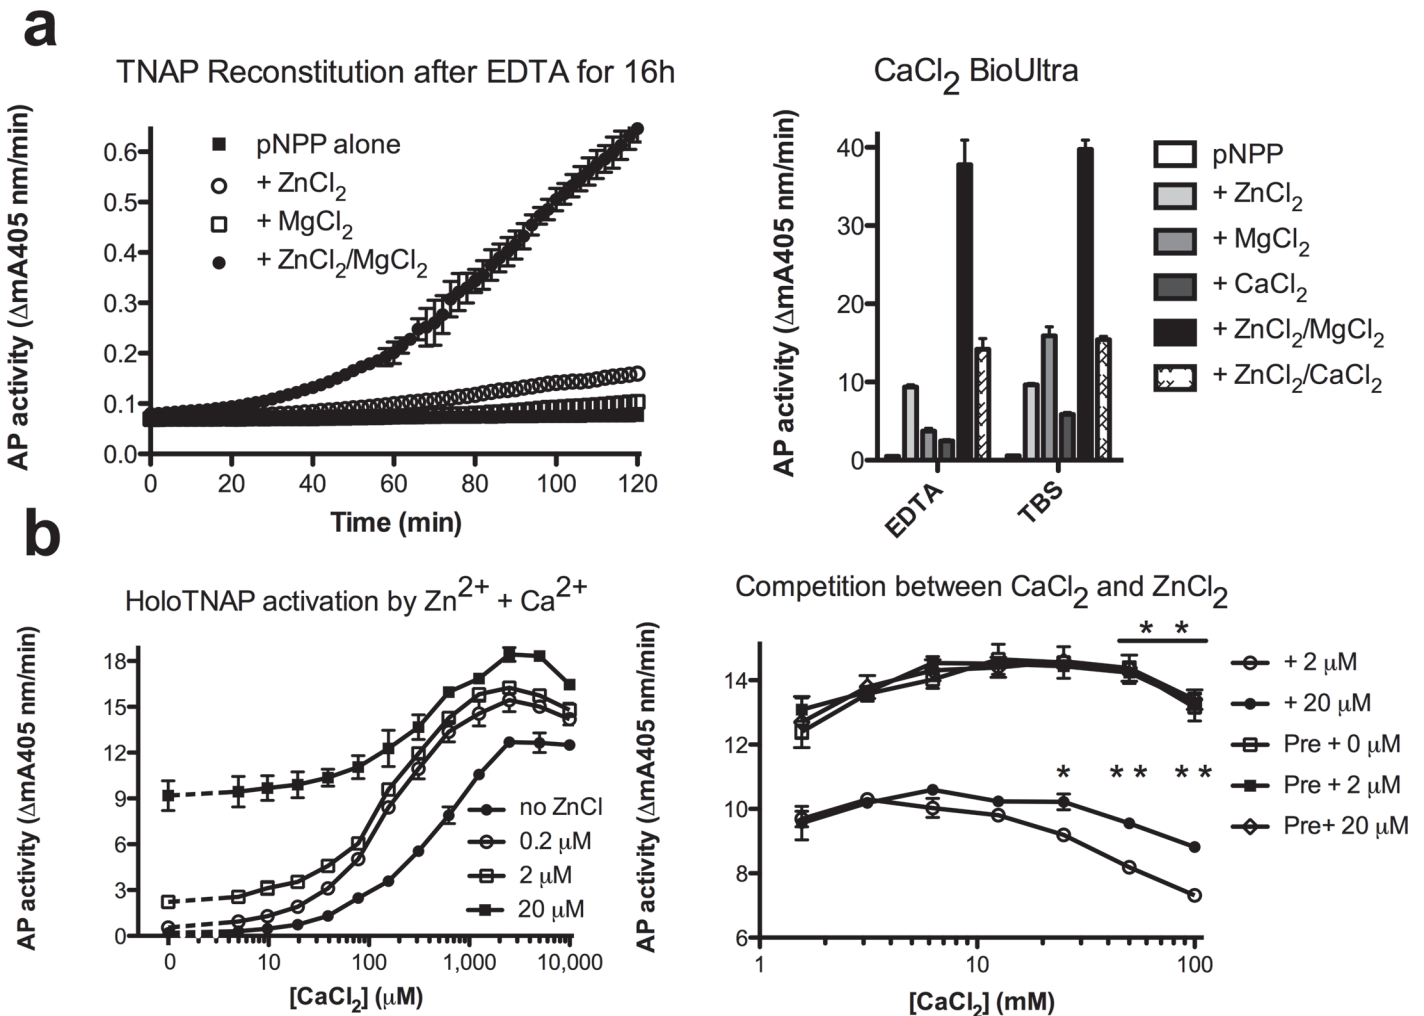 a
TNAP Reconstitution after EDTA for 16h
AP activity (ΔmA405 nm/min)
0.6
0.5
0.4
0.3
0.2
0.1
0.0
pNPP alone
+ ZnCl2
+ MgCl2
+ ZnCl2/MgCl2
0 20 40 60 80 100 120
Time (min)
CaCl2 BioUltra
AP activity (ΔmA405 nm/min)
40
30
20
10
0
EDTA TBS
pNPP
+ ZnCl2
+ MgCl2
+ CaCl2
+ ZnCl2/MgCl2
+ ZnCl2/CaCl2
b
HoloTNAP activation by Zn2+ + Ca2+
AP activity (ΔmA405 nm/min)
18
15
12
9
6
3
0
no ZnCl
0.2 μM
2 μM
20 μM
0 10 100 1,000 10,000
[CaCl2] (μM)
Competition between CaCl2 and ZnCl2
AP activity (ΔmA405 nm/min)
14
12
10
8
6
* *
* ** **
1 10 100
[CaCl2] (mM)
+ 2 μM
+ 20 μM
Pre + 0 μM
Pre + 2 μM
Pre+ 20 μM